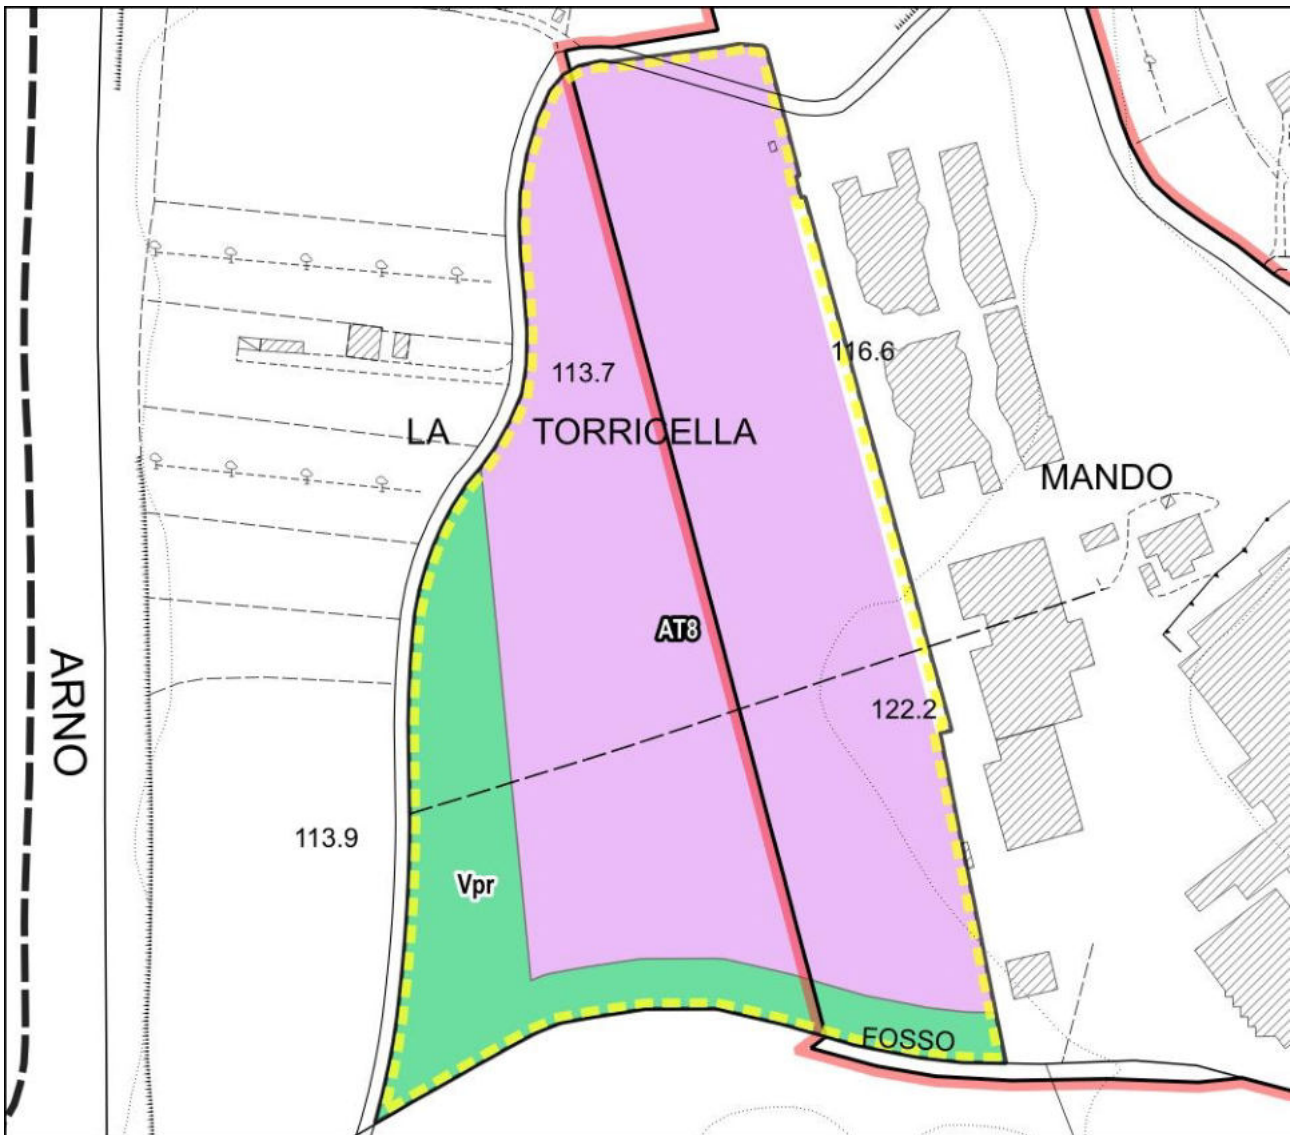 116.6
113.7
LA TORRICELLA
MANDO
AT8
ARNO
122.2
113.9
Vpr
FOSSO